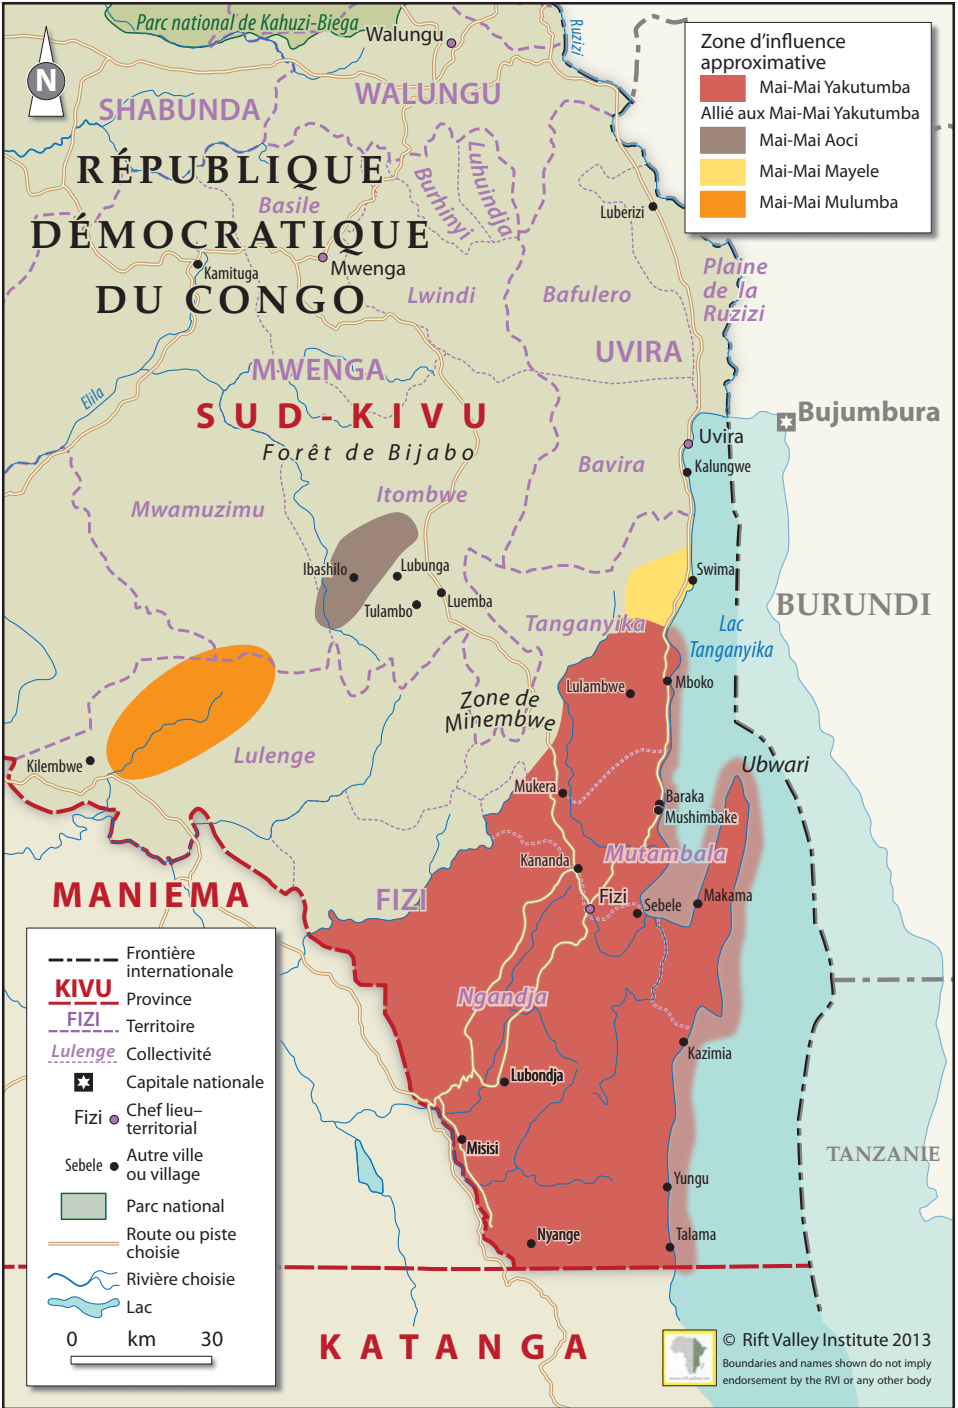 Parc national de Kahuzi-Biega
Walungu
Ruzizi
Zone d'influence
approximative
Mai-Mai Yakutumba
Allié aux Mai-Mai Yakutumba
Mai-Mai Aoci
Mai-Mai Mayele
Mai-Mai Mulumba
N
SHABUNDA
WALUNGU
RÉPUBLIQUE
DÉMOCRATIQUE
DU CONGO
Basile
Burhinyi
Luhuindja
Luberizi
Kamituga
Mwenga
Lwindi
Bafulero
Plaine
de la
Ruzizi
MWENGA
UVIRA
Elila
SUD-KIVU
Forêt de Bijabo
Bujumbura
Uvira
Kalungwe
Bavira
Itombwe
Mwamuzimu
Ibashilo
Lubunga
Tulambo
Luemba
Swima
BURUNDI
Tanganyika
Lac
Tanganyika
Lulambwe
Mboko
Zone de
Minembwe
Lulenge
Kilembwe
Ubwari
Mukera
Baraka
Mushimbake
Kananda
Mutambala
MANIEMA
FIZI
Fizi
Sebele
Makama
Ngandja
Kazimia
Lubondja
Misisi
TANZANIE
Yungu
Nyange
Talama
Frontière
internationale
KIVU
Province
FIZI
Territoire
Lulenge
Collectivité
Capitale nationale
Fizi
Chef lieu–
territorial
Sebele
Autre ville
ou village
Parc national
Route ou piste
choisie
Rivière choisie
Lac
0 km 30
KATANGA
www.riftvalley.net
© Rift Valley Institute 2013
Boundaries and names shown do not imply
endorsement by the RVI or any other body